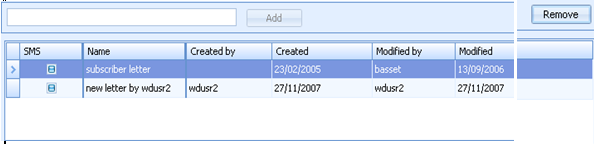 Add Remove
SMS Name Created by Created Modified by Modified
subscriber letter 23/02/2005 basset 13/09/2006
new letter by wdusr2 wdusr2 27/11/2007 wdusr2 27/11/2007